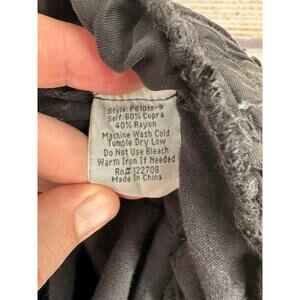 Style: P61018-9
Self: 60% Cupra
40% Rayon
Machine Wash Cold
Tumble Dry Low
Do Not Use Bleach
Warm Iron If Needed
Rn# 122708
Made In China